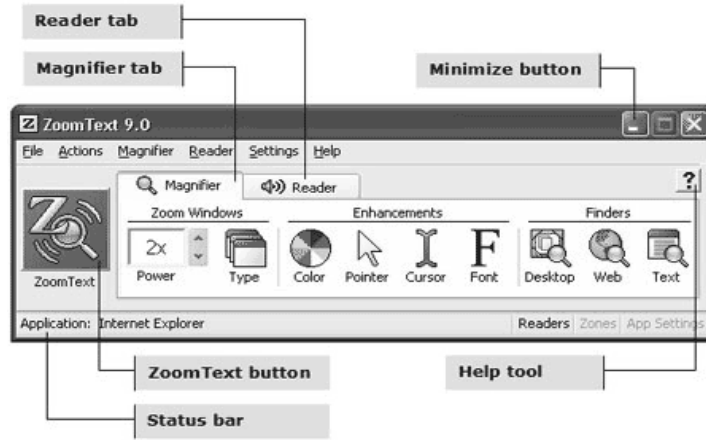 Reader tab
Magnifier tab
Minimize button
Z ZoomText 9.0
File Actions Magnifier Reader Settings Help
Magnifier Reader ?
Zoom Windows Enhancements Finders
2x
Power Type Color Pointer Cursor Font Desktop Web Text
ZoomText
Application: Internet Explorer Readers Zones App Settings
ZoomText button
Help tool
Status bar